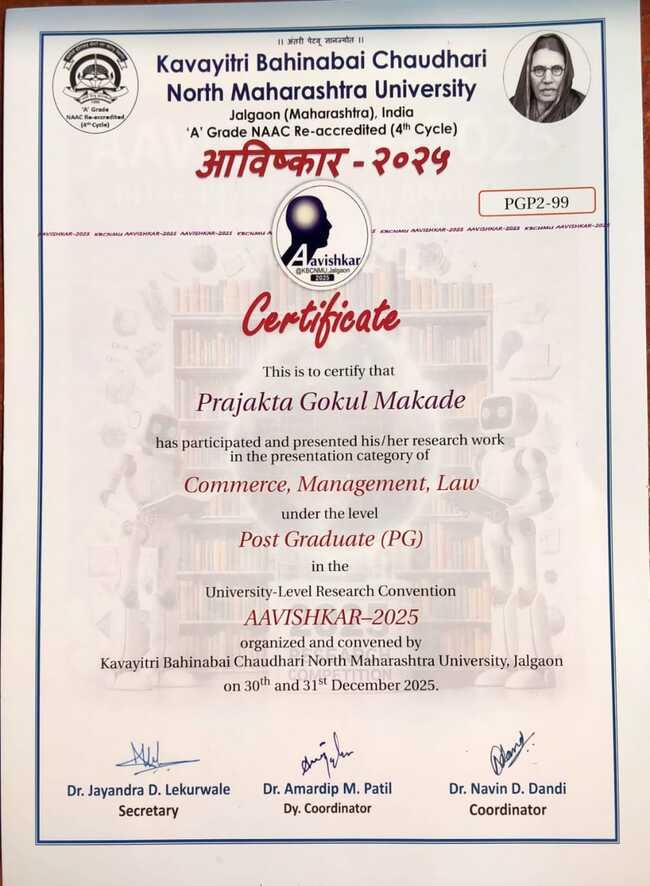 ।। अंतरी पेटवू ज्ञानज्योत ।।
Kavayitri Bahinabai Chaudhari
North Maharashtra University
Jalgaon (Maharashtra), India
'A' Grade NAAC Re-accredited (4th Cycle)
'A' Grade
NAAC Re-accredited
(4th Cycle)
आविष्कार - २०२५
PGP2-99
AAVISHKAR-2025 KBCNMU AAVISHKAR-2025 KBCNMU AAVISHKAR-2025
AAVISHKAR-2025 KBCNMU AAVISHKAR-2025 KBCNMU AAVISHKAR-2025
Aavishkar
@KBCNMU,Jalgaon
2025
Certificate
This is to certify that
Prajakta Gokul Makade
has participated and presented his/her research work
in the presentation category of
Commerce, Management, Law
under the level
Post Graduate (PG)
in the
University-Level Research Convention
AAVISHKAR–2025
organized and convened by
Kavayitri Bahinabai Chaudhari North Maharashtra University, Jalgaon
COMPETITION
on 30th and 31st December 2025.
Dr. Jayandra D. Lekurwale
Secretary
Dr. Amardip M. Patil
Dy. Coordinator
Dr. Navin D. Dandi
Coordinator